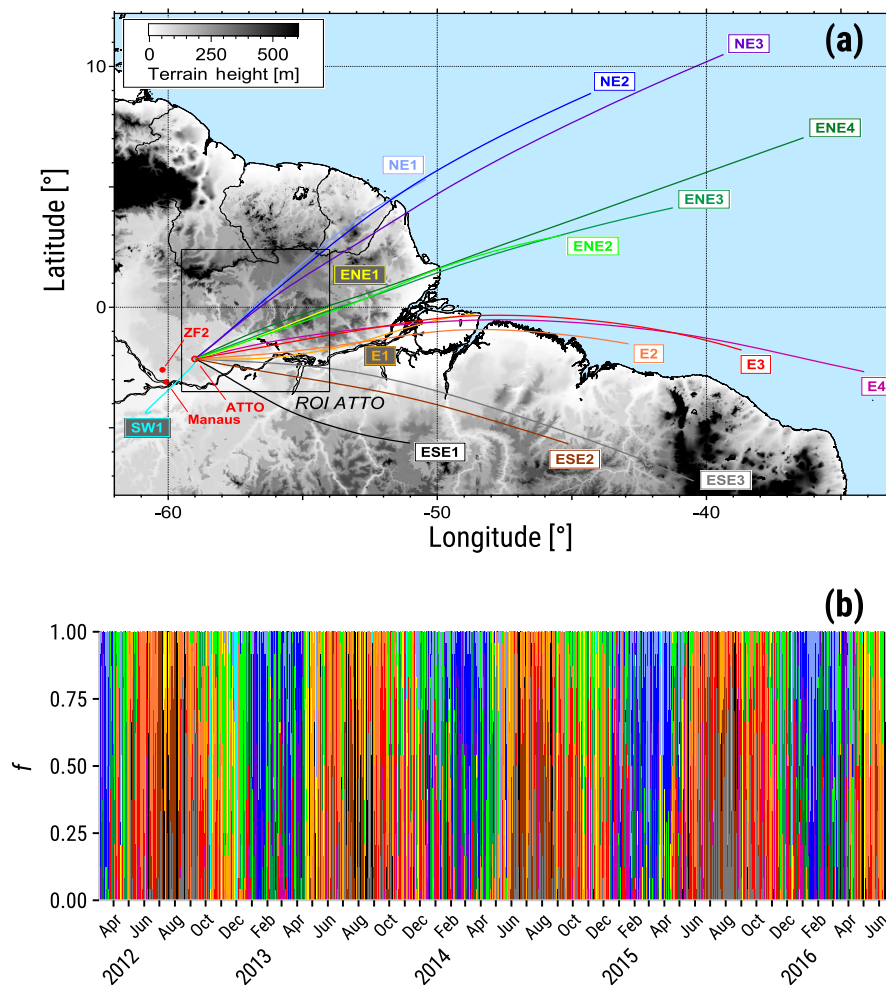 (a)
0 250 500
Terrain height [m]
NE3
NE2
ENE4
NE1
ENE3
ENE2
ENE1
ZF2
E1
E2
E3
E4
ATTO
ROI ATTO
Manaus
SW1
ESE1
ESE2
ESE3
10
0
Latitude [°]
-60 -50 -40
Longitude [°]
(b)
1.00
0.75
0.50
0.25
0.00
f
Apr Jun Aug Oct Dec Feb Apr Jun Aug Oct Dec Feb Apr Jun Aug Oct Dec Feb Apr Jun Aug Oct Dec Feb Apr Jun
2012 2013 2014 2015 2016